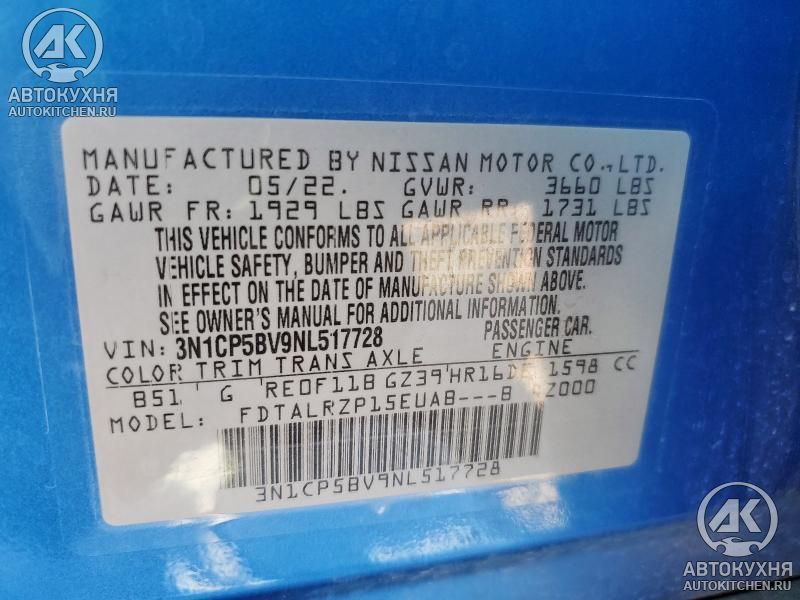 AK
АВТОКУХНЯ
AUTOKITCHEN.RU
MANUFACTURED BY NISSAN MOTOR CO.,LTD.
DATE: 05/22. GVWR: 3660 LBS
GAWR FR: 1929 LBS GAWR RR: 1731 LBS
THIS VEHICLE CONFORMS TO ALL APPLICABLE FEDERAL MOTOR
VEHICLE SAFETY, BUMPER AND THEFT PREVENTION STANDARDS
IN EFFECT ON THE DATE OF MANUFACTURE SHOWN ABOVE.
SEE OWNER'S MANUAL FOR ADDITIONAL INFORMATION.
VIN: 3N1CP5BV9NL517728 PASSENGER CAR.
COLOR TRIM TRANS AXLE ENGINE
B51 G RE0F11B GZ39 HR16DE 1598 CC
MODEL: FDTALRZP15EUAB---B
3N1CP5BV9NL517728
AK
АВТОКУХНЯ
AUTOKITCHEN.RU